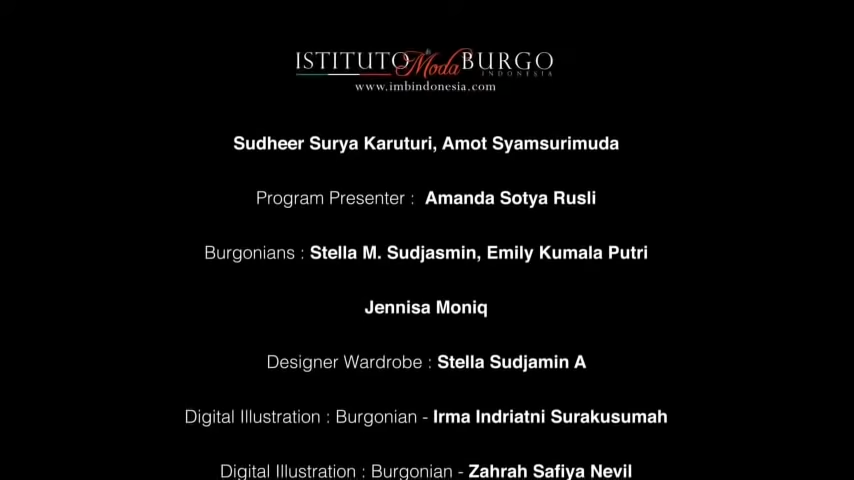 ISTITUTO Moda BURGO
INDONESIA
www.imbindonesia.com
Sudheer Surya Karuturi, Amot Syamsurimuda
Program Presenter : Amanda Sotya Rusli
Burgonians : Stella M. Sudjasmin, Emily Kumala Putri
Jennisa Moniq
Designer Wardrobe : Stella Sudjamin A
Digital Illustration : Burgonian - Irma Indriatni Surakusumah
Digital Illustration : Burgonian - Zahrah Safiya Nevil